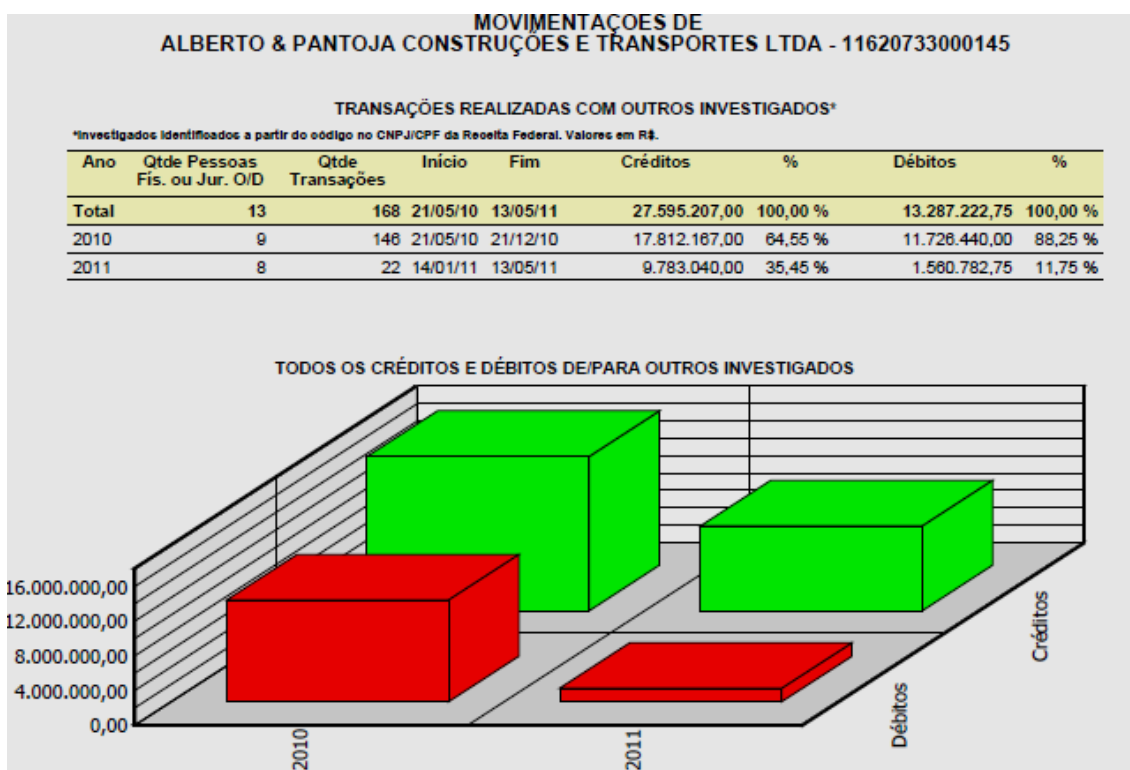 MOVIMENTAÇÕES DE
ALBERTO & PANTOJA CONSTRUÇÕES E TRANSPORTES LTDA - 11620733000145
TRANSAÇÕES REALIZADAS COM OUTROS INVESTIGADOS*
*Investigados identificados a partir do código no CNPJ/CPF da Receita Federal. Valores em R$.
Ano Qtde Pessoas Qtde Início Fim Créditos % Débitos %
Fís. ou Jur. O/D Transações
Total 13 168 21/05/10 13/05/11 27.595.207,00 100,00 % 13.287.222,75 100,00 %
2010 9 146 21/05/10 21/12/10 17.812.167,00 64,55 % 11.726.440,00 88,25 %
2011 8 22 14/01/11 13/05/11 9.783.040,00 35,45 % 1.560.782,75 11,75 %
TODOS OS CRÉDITOS E DÉBITOS DE/PARA OUTROS INVESTIGADOS
16.000.000,00
12.000.000,00
8.000.000,00
4.000.000,00
0,00
2010
2011
Débitos
Créditos